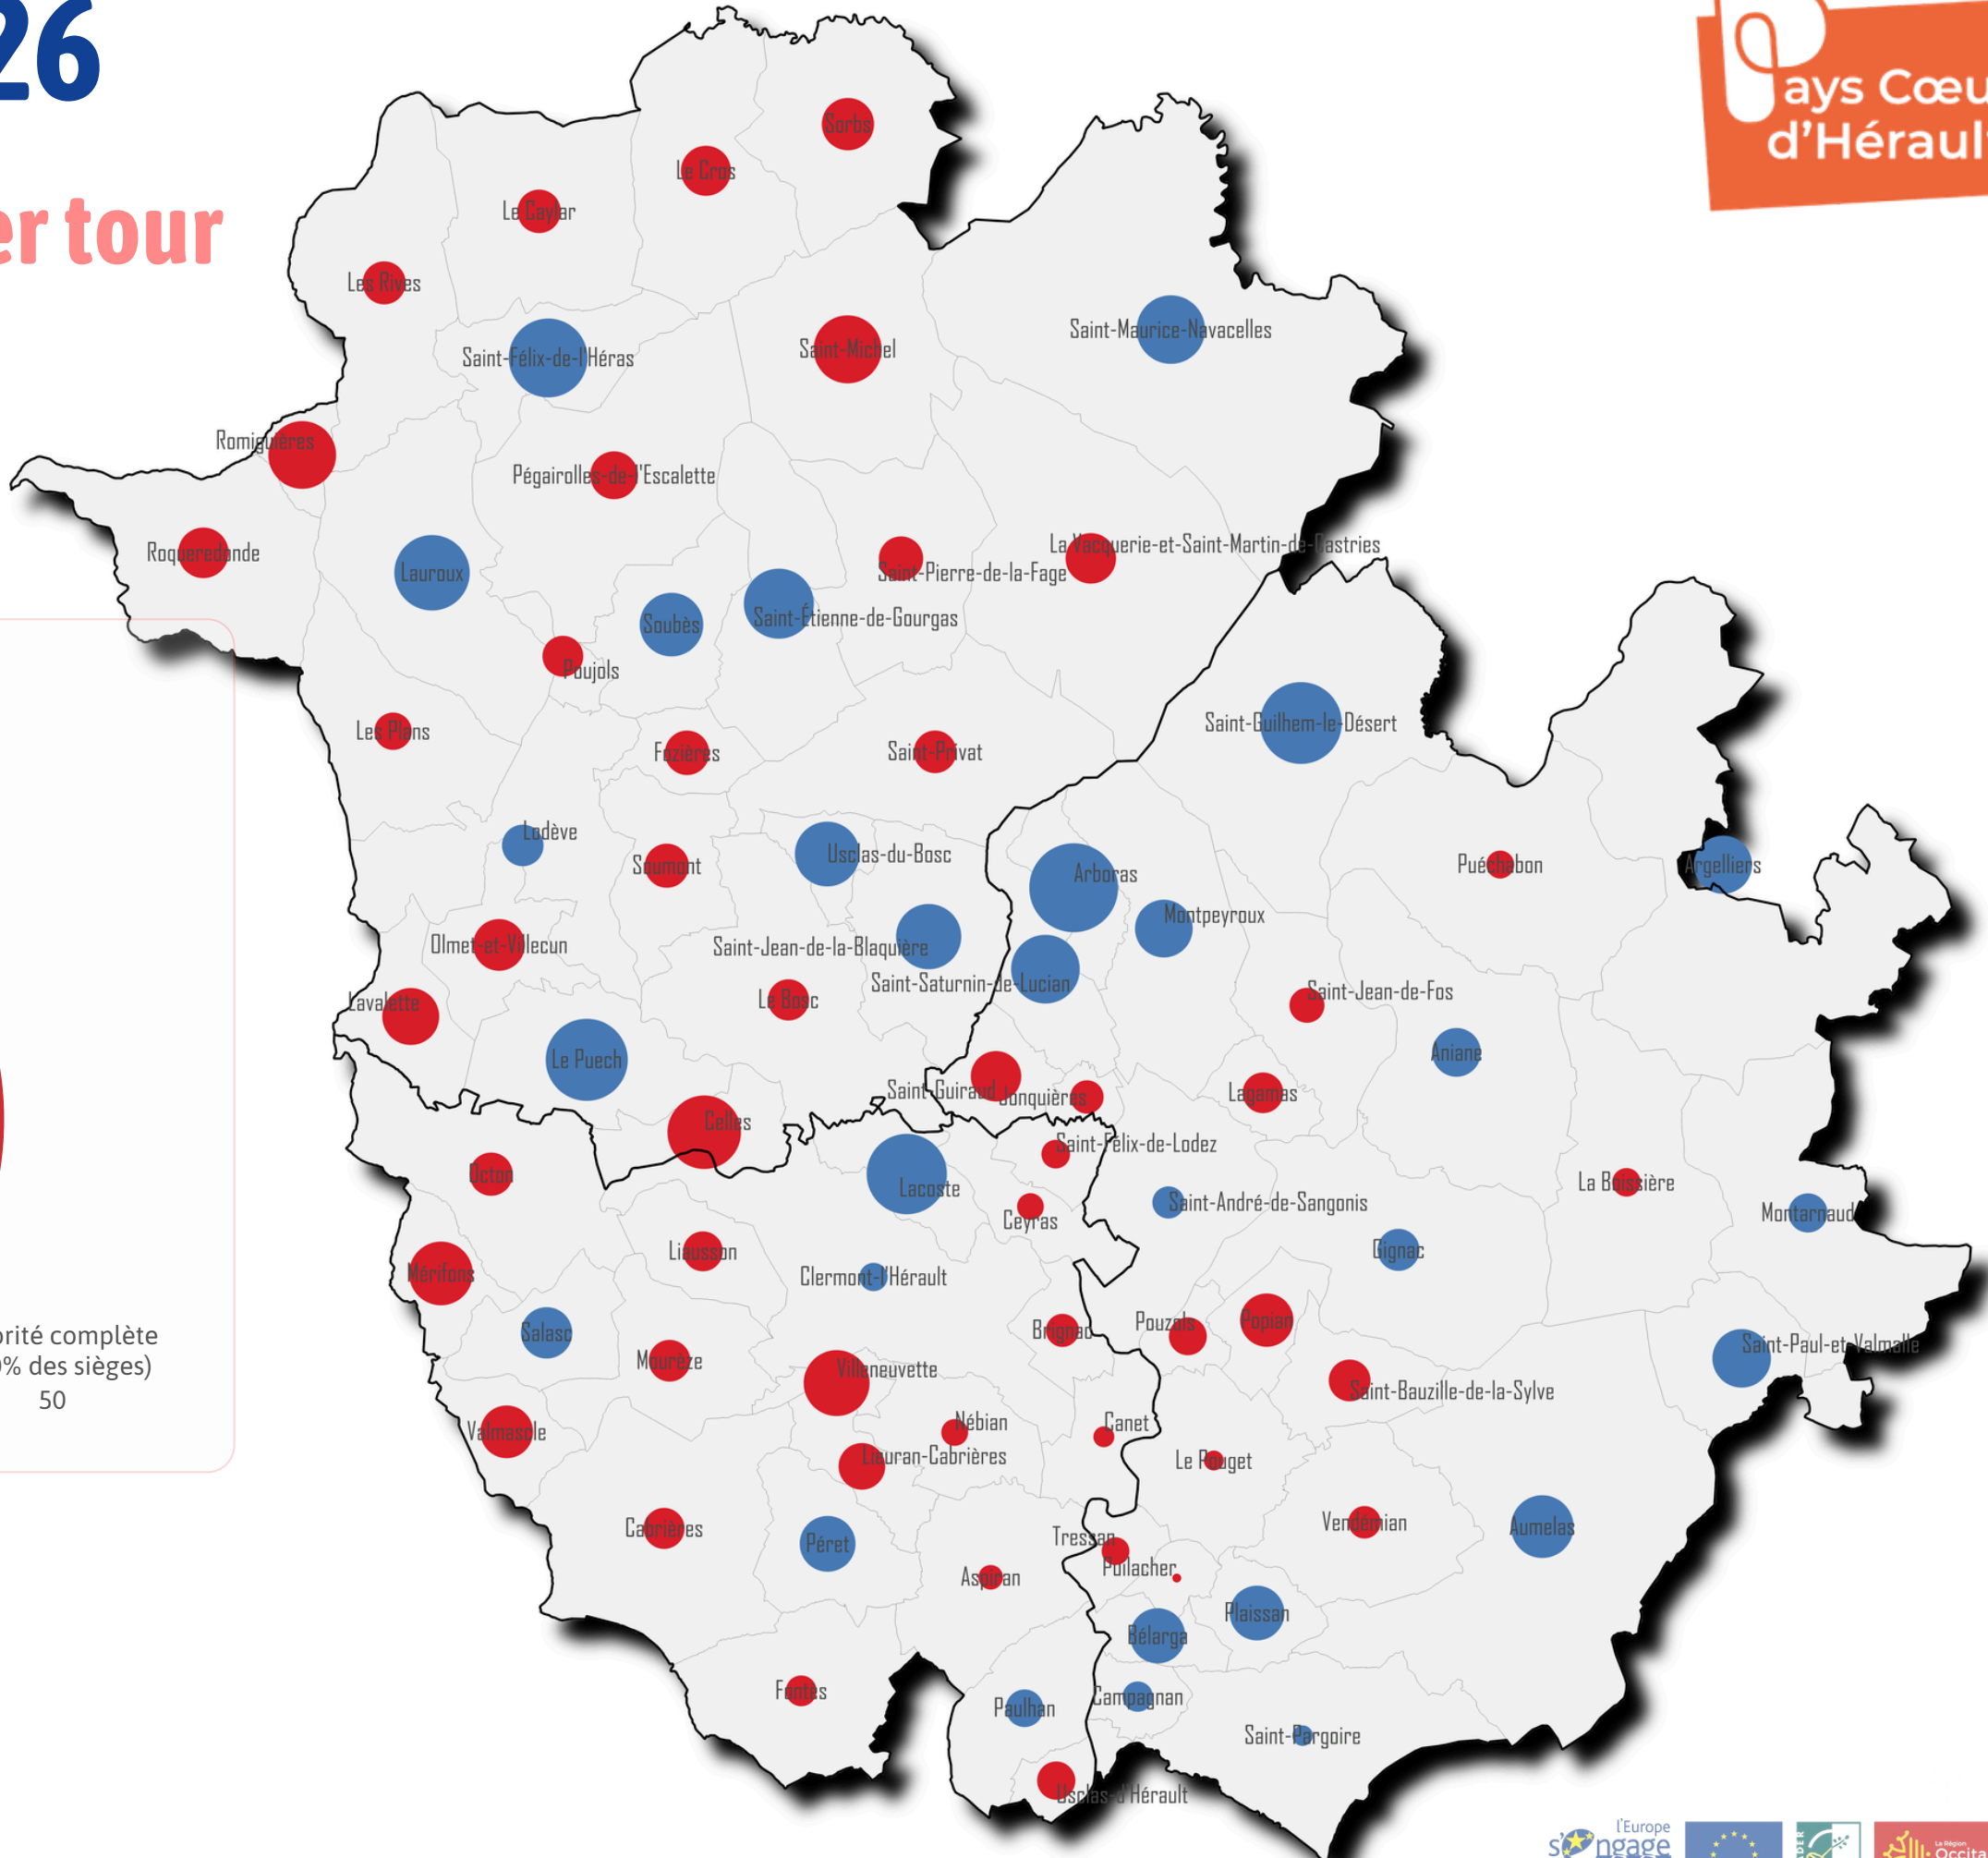 26
er tour
ays Cœu
d'Héraul
Sorbs
Le Cros
Le Caylar
Les Rives
Saint-Maurice-Navacelles
Saint-Michel
Saint-Félix-de-l'Héras
Romiguières
Pégairolles-de-l'Escalette
La Vacquerie-et-Saint-Martin-de-Castries
Roqueredonde
Lauroux
Saint-Pierre-de-la-Fage
Saint-Étienne-de-Gourgas
Soubès
Poujols
Saint-Guilhem-le-Désert
Les Plans
Fozières
Saint-Privat
Lodève
Usclas-du-Bosc
Soumont
Puéchabon
Argelliers
Arboras
Montpeyroux
Olmet-et-Villecun
Saint-Jean-de-la-Blaquière
Saint-Saturnin-de-Lucian
Saint-Jean-de-Fos
Lavalette
Le Bosc
Aniane
Le Puech
Saint-Guiraud
Jonquières
Lagamas
Celles
Saint-Félix-de-Lodez
Octon
Lacoste
La Boissière
Saint-André-de-Sangonis
Montarnaud
Ceyras
Liausson
Gignac
Mérifons
Clermont-l'Hérault
Pouzols
Popian
Brignac
Salasc
orité complète
Saint-Paul-et-Valmalle
Mourèze
0% des sièges)
Villeneuvette
Saint-Bauzille-de-la-Sylve
50
Nébian
Canet
Valmascle
Lieuran-Cabrières
Le Pouget
Cabrières
Vendémian
Aumelas
Tressan
Péret
Puilacher
Aspiran
Plaissan
Bélarga
Fontès
Campagnan
Paulhan
Saint-Pargoire
Usclas-d'Hérault
l'Europe
s'engage
La Région
Occita